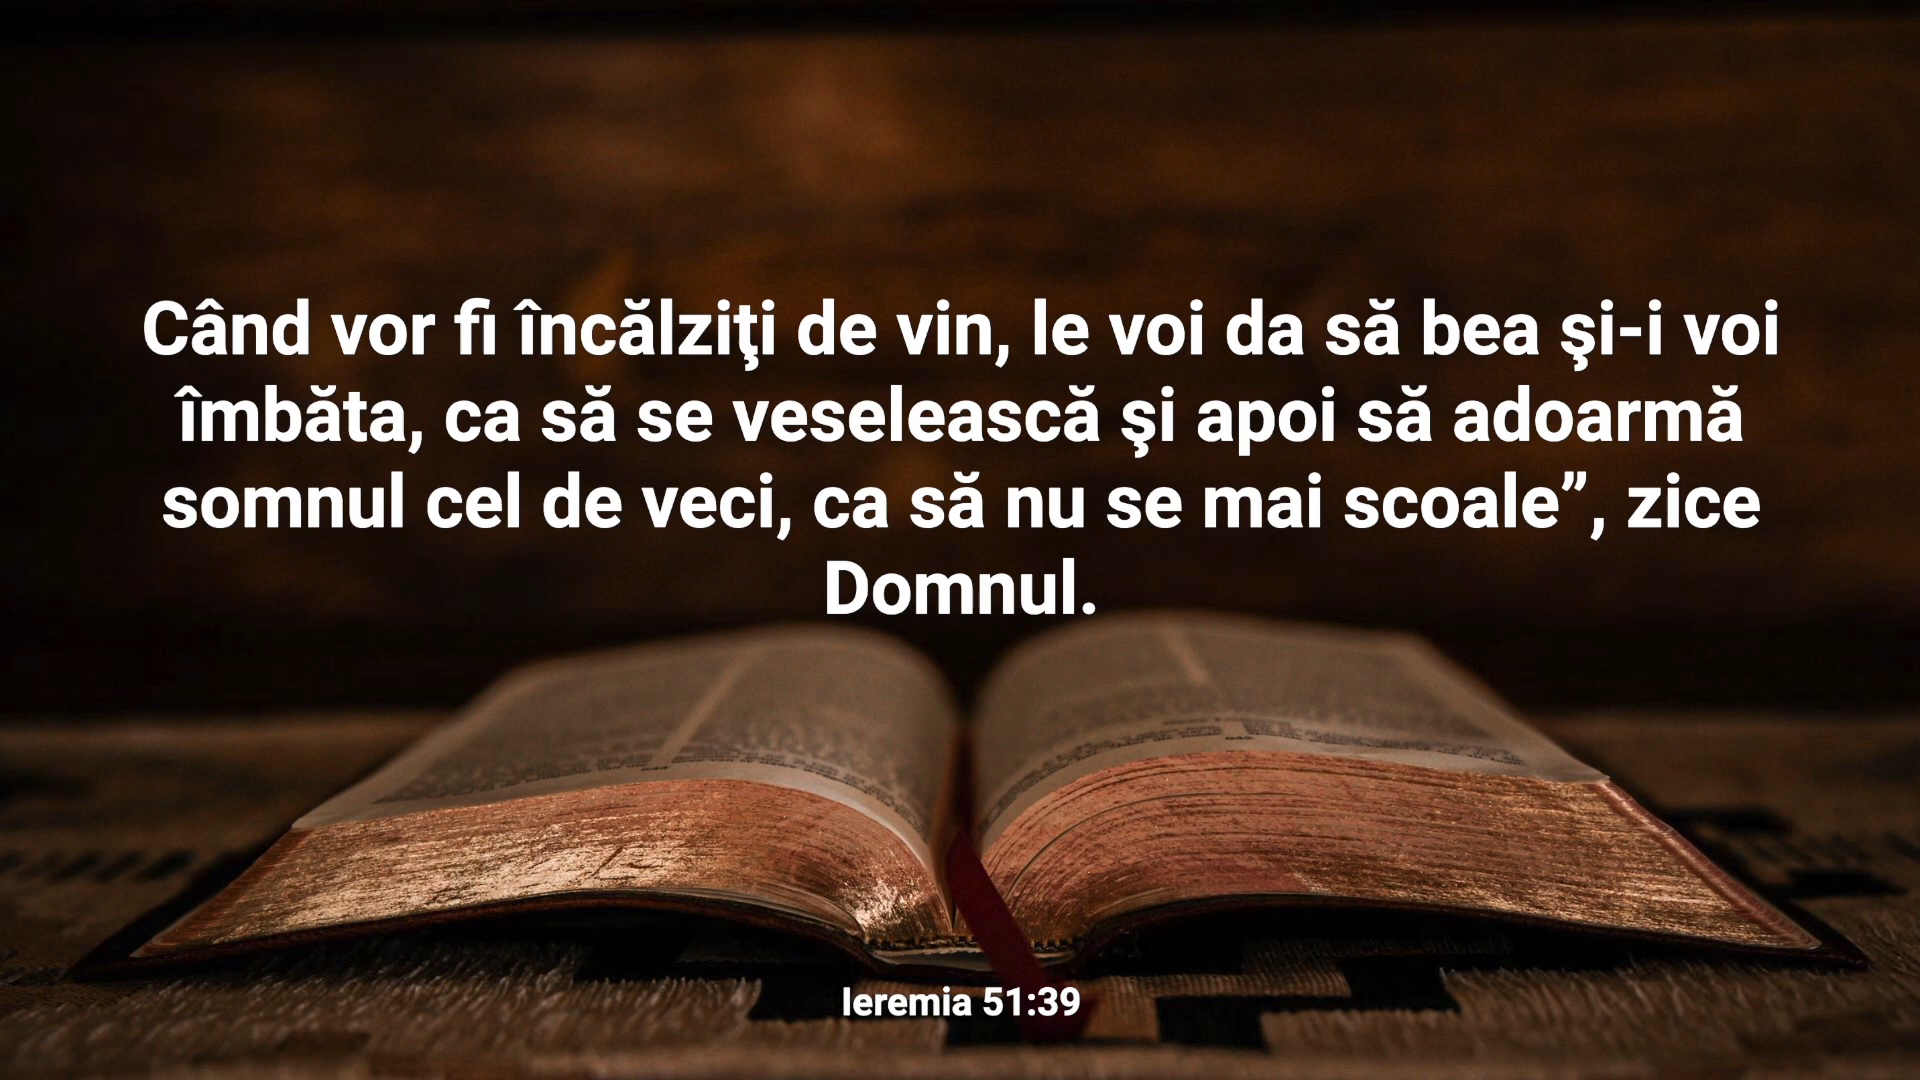 Când vor fi încălziţi de vin, le voi da să bea şi-i voi
îmbăta, ca să se veselească şi apoi să adoarmă
somnul cel de veci, ca să nu se mai scoale”, zice
Domnul.
Ieremia 51:39